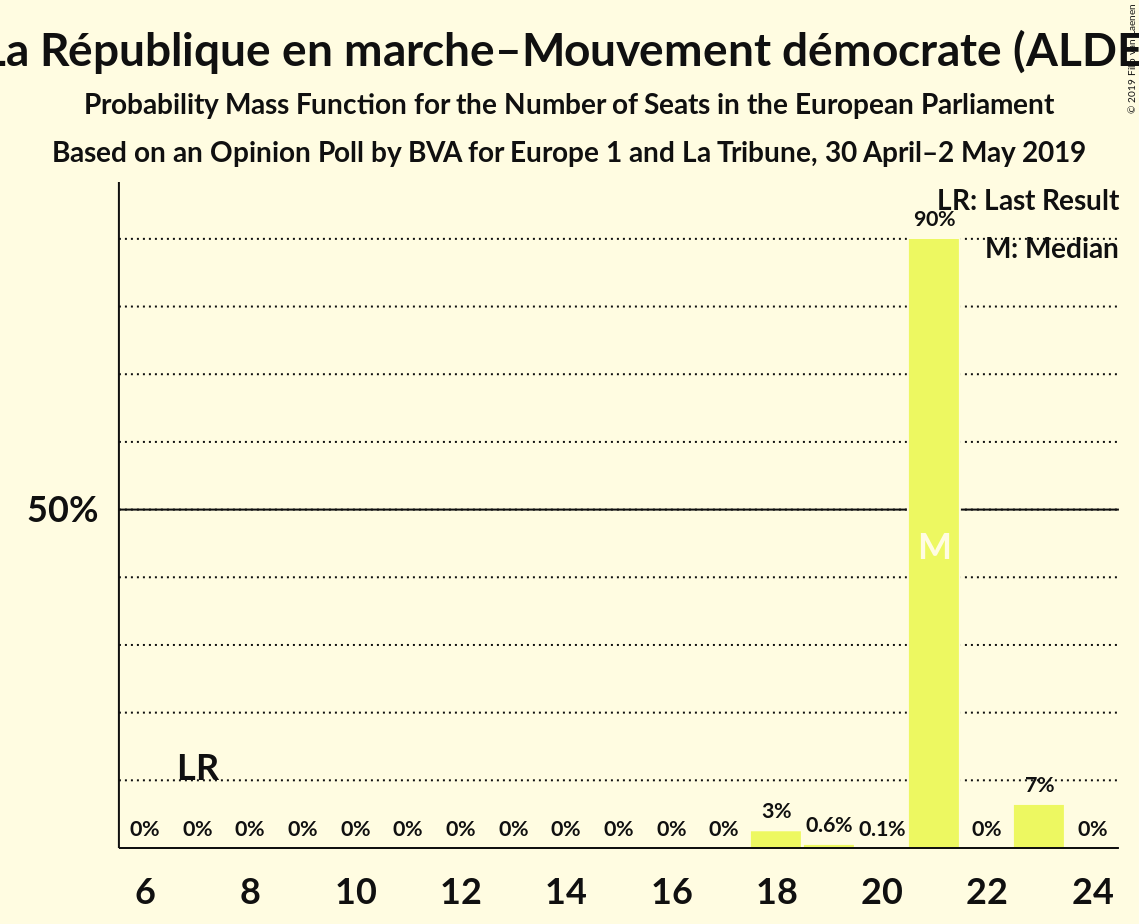 La République en marche–Mouvement démocrate (ALDE
Probability Mass Function for the Number of Seats in the European Parliament
Based on an Opinion Poll by BVA for Europe 1 and La Tribune, 30 April–2 May 2019
LR: Last Result
M: Median
90%
50%
M
LR
0% 0% 0% 0% 0% 0% 0% 0% 0% 0% 0% 0% 3% 0.6% 0.1% 0% 7% 0%
6 8 10 12 14 16 18 20 22 24
© 2019